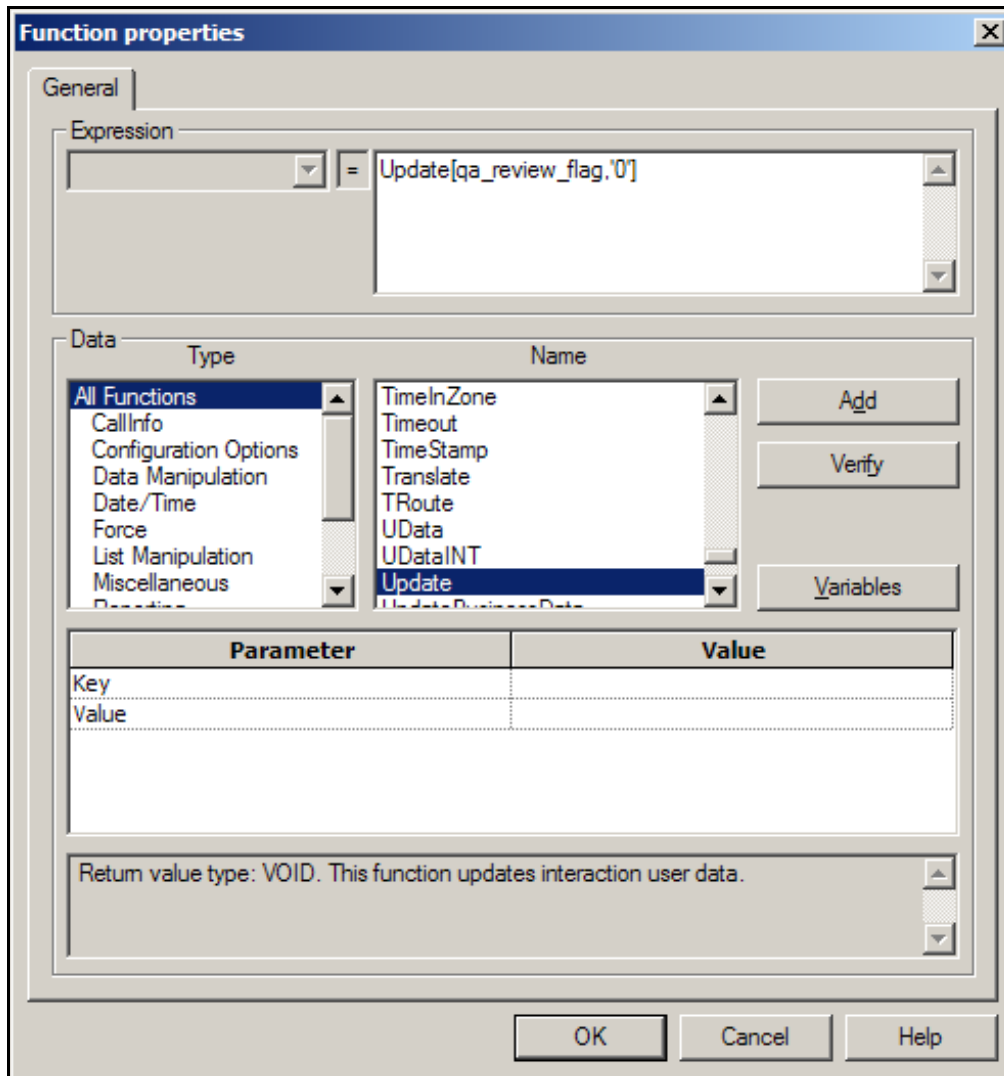 Function properties
General
Expression
= Update[qa_review_flag,'0']
Data
Type Name
All Functions
CallInfo
Configuration Options
Data Manipulation
Date/Time
Force
List Manipulation
Miscellaneous
Reporting
TimeInZone
Timeout
TimeStamp
Translate
TRoute
UData
UDataINT
Update
UpdateBusinessData
Add
Verify
Variables
Parameter Value
Key
Value
Return value type: VOID. This function updates interaction user data.
OK Cancel Help